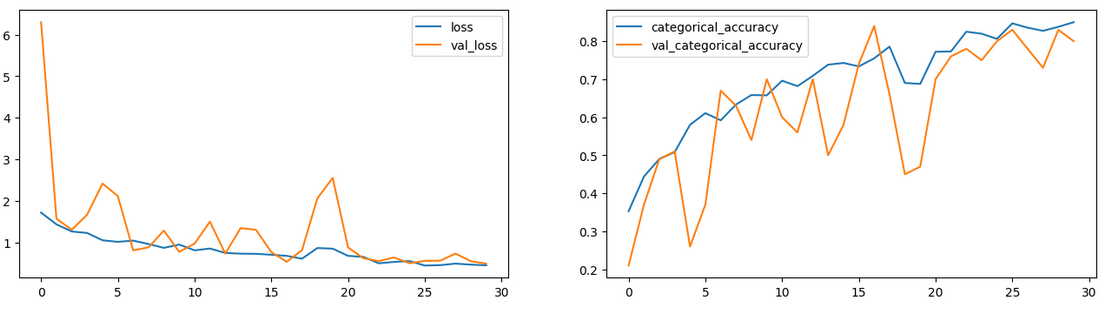 loss
val_loss
6
5
4
3
2
1
0 5 10 15 20 25 30
categorical_accuracy
val_categorical_accuracy
0.8
0.7
0.6
0.5
0.4
0.3
0.2
0 5 10 15 20 25 30